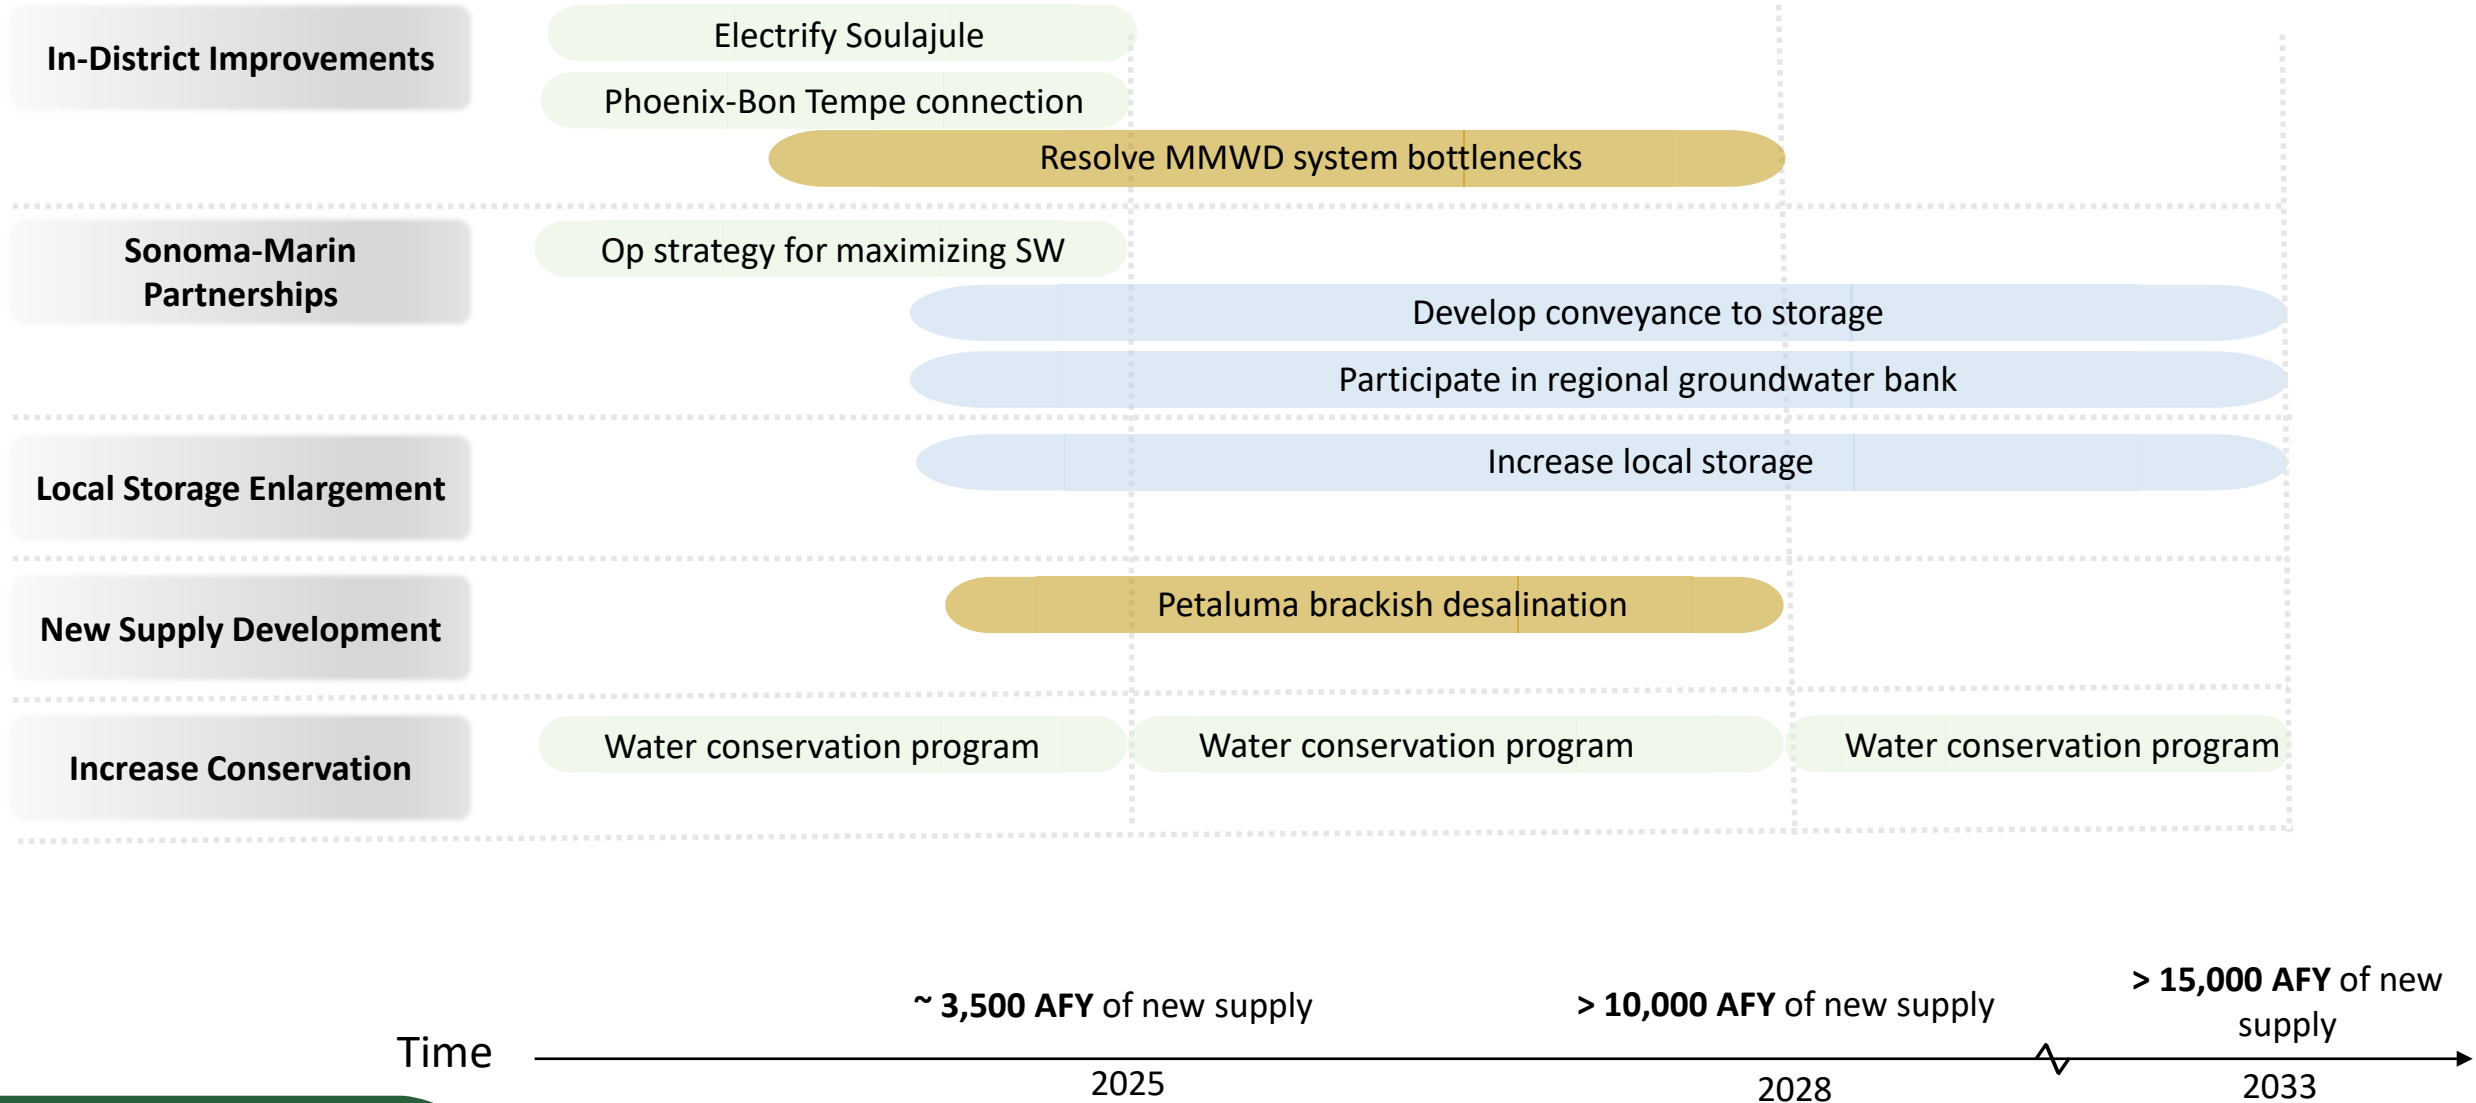 In-District Improvements
Electrify Soulajule
Phoenix-Bon Tempe connection
Resolve MMWD system bottlenecks
Sonoma-Marin
Partnerships
Op strategy for maximizing SW
Develop conveyance to storage
Participate in regional groundwater bank
Local Storage Enlargement
Increase local storage
New Supply Development
Petaluma brackish desalination
Increase Conservation
Water conservation program
Water conservation program
Water conservation program
~ 3,500 AFY of new supply
> 10,000 AFY of new supply
> 15,000 AFY of new
supply
Time
2025
2028
2033